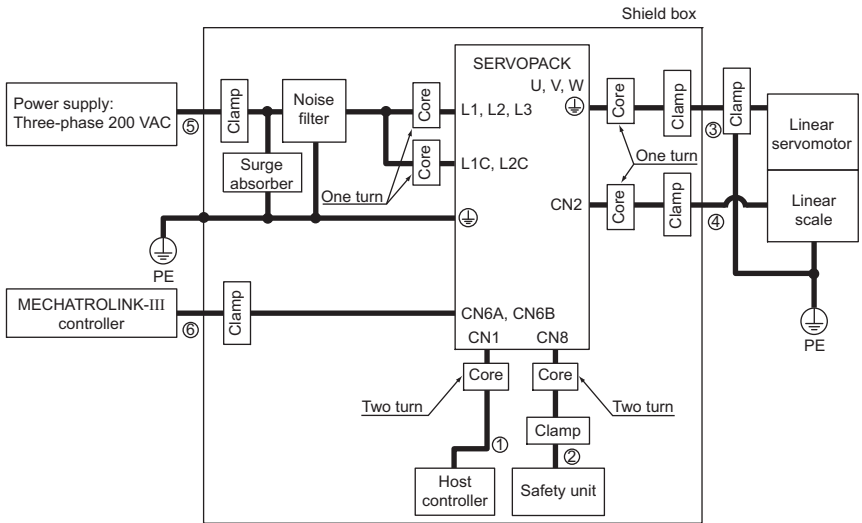 Shield box
SERVOPACK
U, V, W
Power supply:
Three-phase 200 VAC
⑤
Clamp
Noise
filter
Core
L1, L2, L3
Core
Clamp
Clamp
③
Linear
servomotor
Surge
absorber
Core
L1C, L2C
One turn
One turn
CN2
Core
Clamp
④
Linear
scale
PE
MECHATROLINK-III
controller
⑥
Clamp
CN6A, CN6B
PE
CN1
CN8
Core
Core
Two turn
Two turn
Clamp
①
②
Host
controller
Safety unit